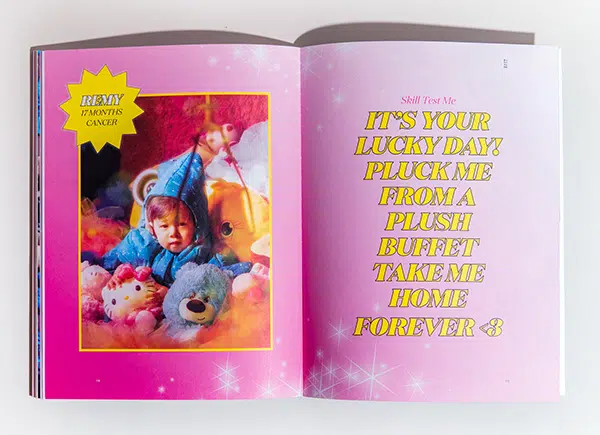 REMY
17 MONTHS
CANCER
Skill Test Me
IT'S YOUR
LUCKY DAY!
PLUCK ME
FROM A
PLUSH
BUFFET
TAKE ME
HOME
FOREVER <3